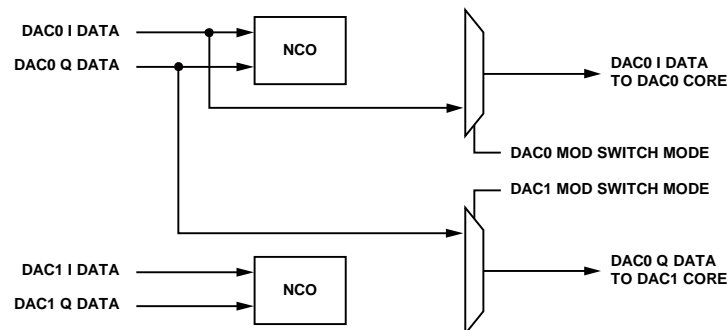 DAC0 I DATA
DAC0 Q DATA
NCO
DAC0 I DATA
TO DAC0 CORE
DAC0 MOD SWITCH MODE
DAC1 MOD SWITCH MODE
DAC1 I DATA
DAC1 Q DATA
NCO
DAC0 Q DATA
TO DAC1 CORE